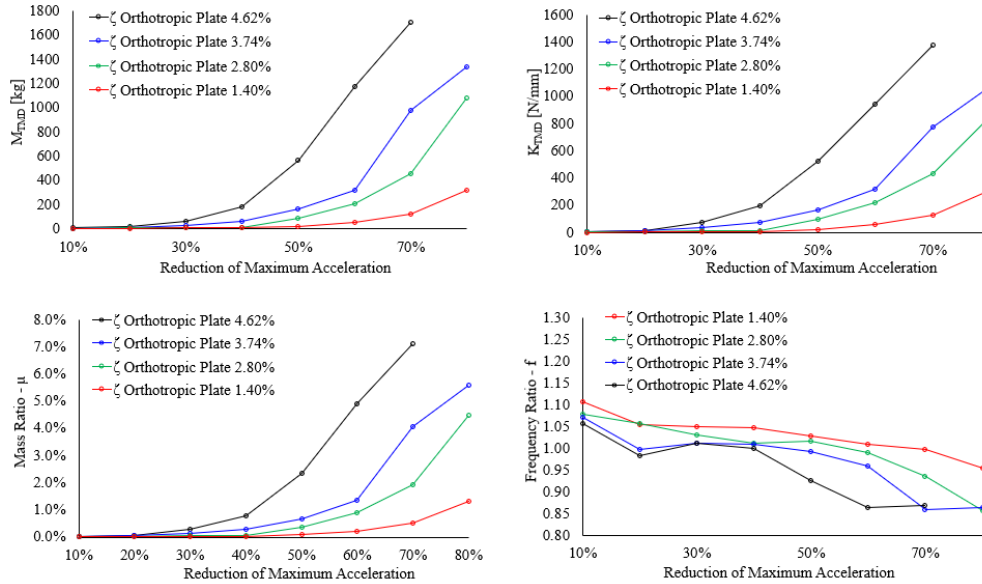 1800
1600
1400
1200
1000
800
600
400
200
0
M_TMD [kg]
ζ Orthotropic Plate 4.62%
ζ Orthotropic Plate 3.74%
ζ Orthotropic Plate 2.80%
ζ Orthotropic Plate 1.40%
10% 30% 50% 70%
Reduction of Maximum Acceleration
1600
1400
1200
1000
800
600
400
200
0
K_TMD [N/mm]
ζ Orthotropic Plate 4.62%
ζ Orthotropic Plate 3.74%
ζ Orthotropic Plate 2.80%
ζ Orthotropic Plate 1.40%
10% 30% 50% 70%
Reduction of Maximum Acceleration
8.0%
7.0%
6.0%
5.0%
4.0%
3.0%
2.0%
1.0%
0.0%
Mass Ratio - μ
ζ Orthotropic Plate 4.62%
ζ Orthotropic Plate 3.74%
ζ Orthotropic Plate 2.80%
ζ Orthotropic Plate 1.40%
10% 20% 30% 40% 50% 60% 70% 80%
Reduction of Maximum Acceleration
1.30
1.25
1.20
1.15
1.10
1.05
1.00
0.95
0.90
0.85
0.80
Frequency Ratio - f
ζ Orthotropic Plate 1.40%
ζ Orthotropic Plate 2.80%
ζ Orthotropic Plate 3.74%
ζ Orthotropic Plate 4.62%
10% 30% 50% 70%
Reduction of Maximum Acceleration